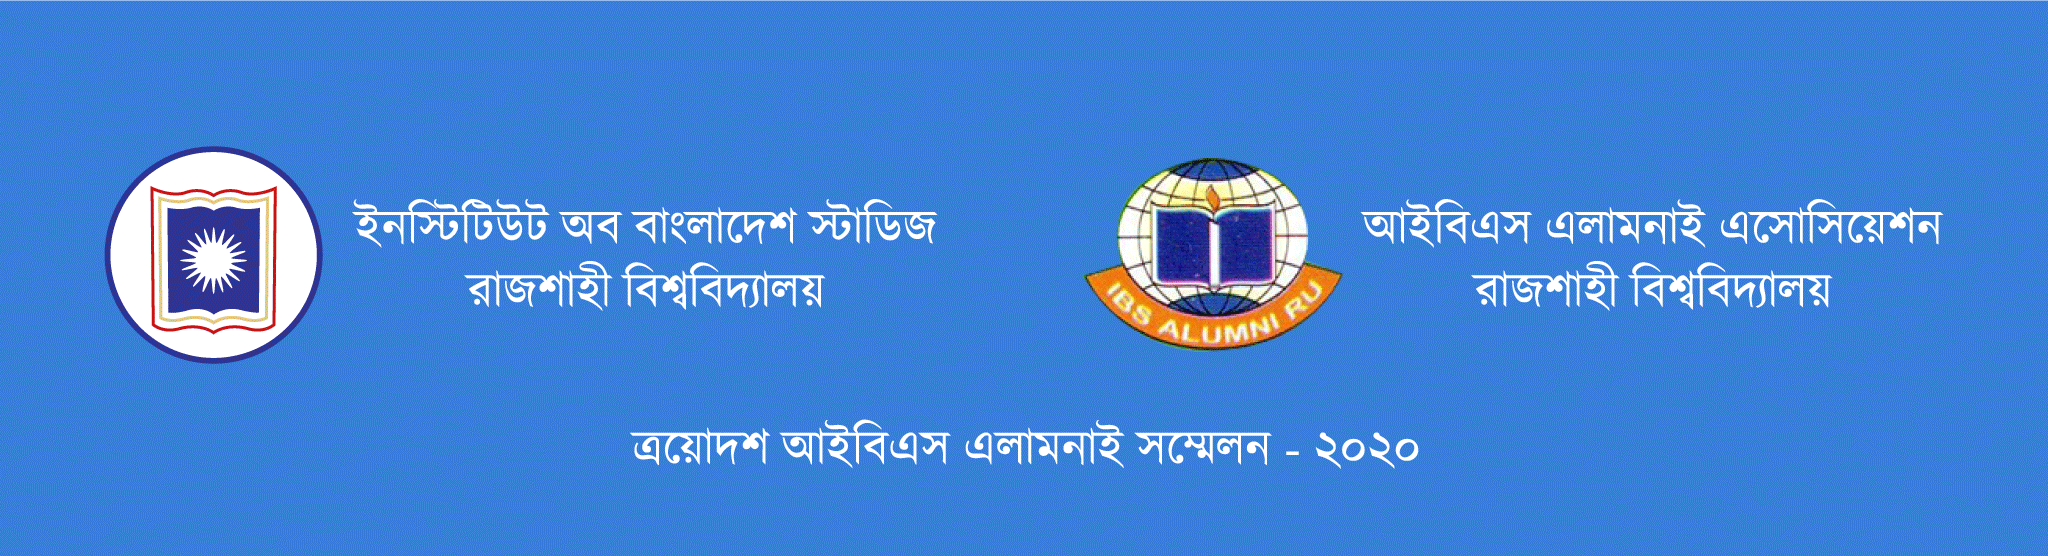 ইনস্টিটিউট অব বাংলাদেশ স্টাডিজ
রাজশাহী বিশ্ববিদ্যালয়
IBS ALUMNI RU
আইবিএস এলামনাই এসোসিয়েশন
রাজশাহী বিশ্ববিদ্যালয়
ত্রয়োদশ আইবিএস এলামনাই সম্মেলন - ২০২০